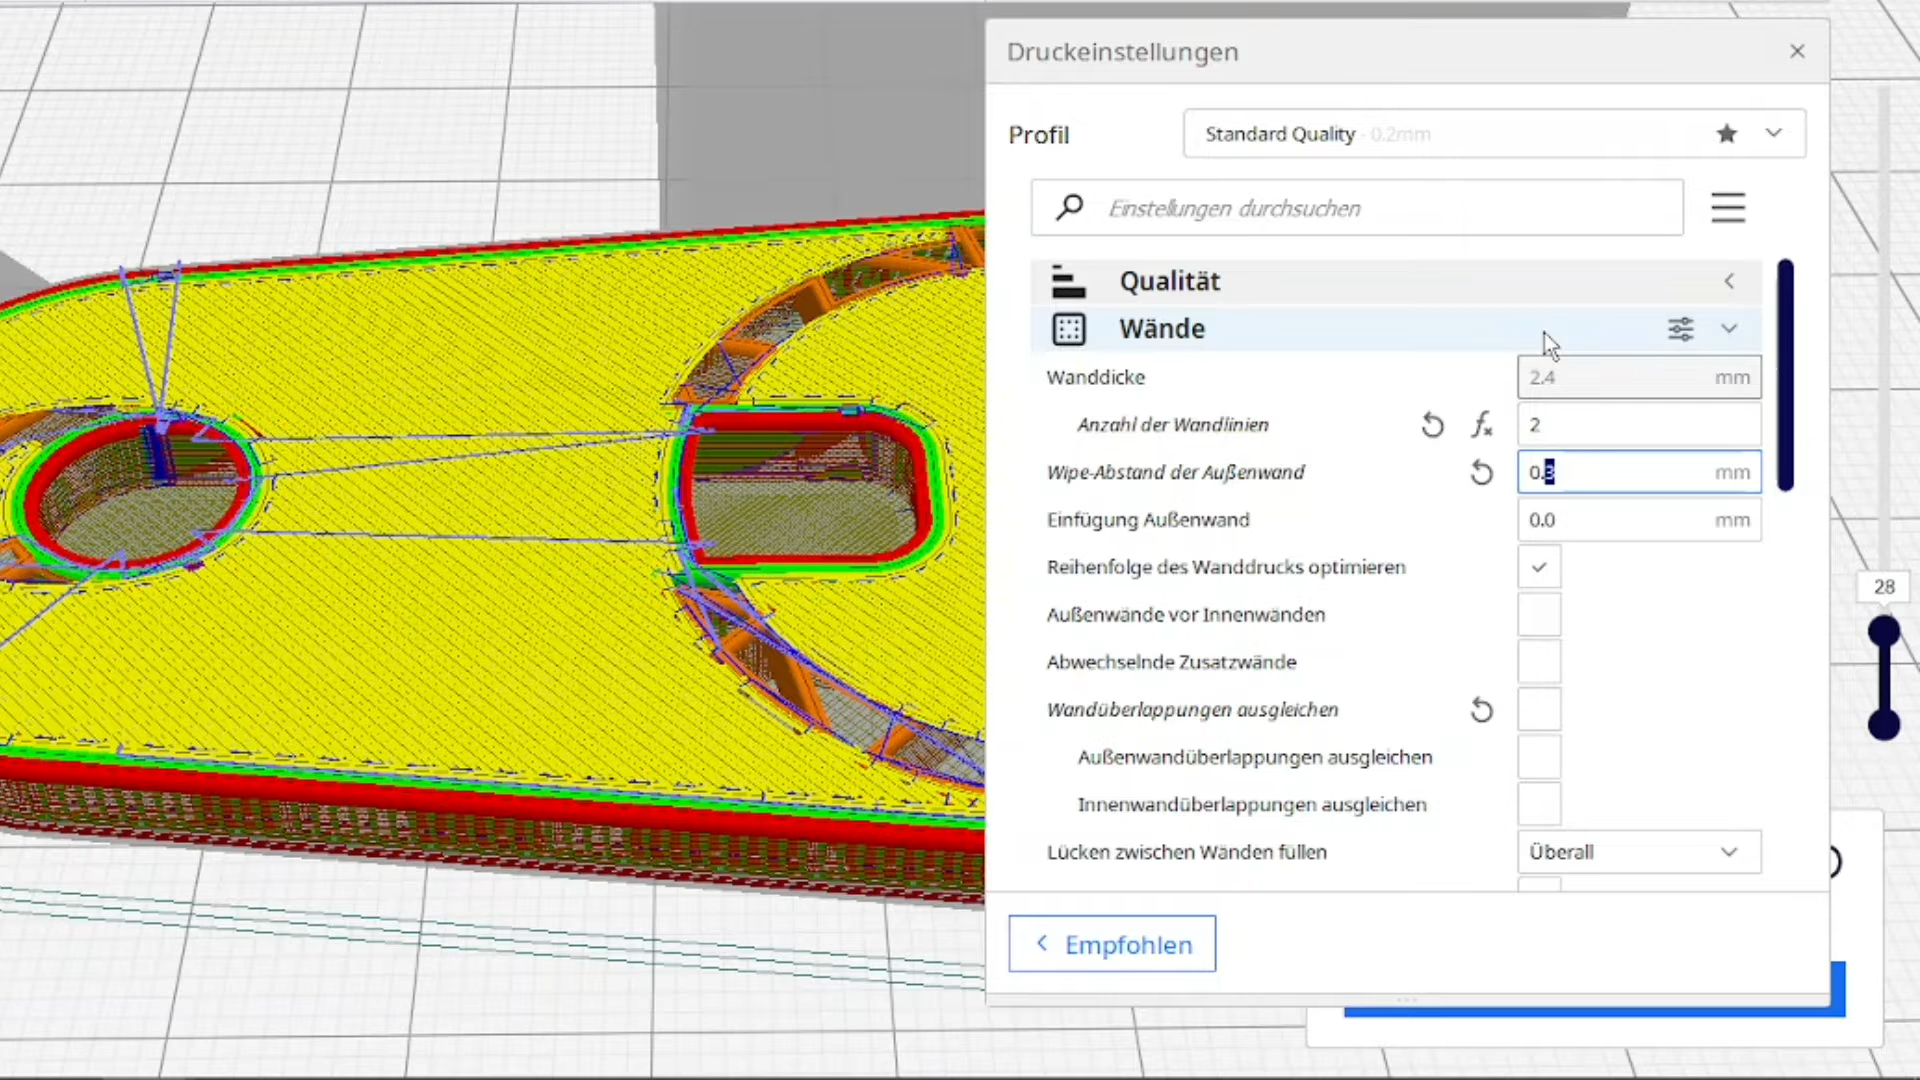 Druckeinstellungen
Profil
Standard Quality - 0.2mm
Einstellungen durchsuchen
Qualität
Wände
Wanddicke 2.4 mm
Anzahl der Wandlinien 2
Wipe-Abstand der Außenwand 0.3 mm
Einfügung Außenwand 0.0 mm
Reihenfolge des Wanddrucks optimieren
Außenwände vor Innenwänden
Abwechselnde Zusatzwände
Wandüberlappungen ausgleichen
Außenwandüberlappungen ausgleichen
Innenwandüberlappungen ausgleichen
Lücken zwischen Wänden füllen Überall
Empfohlen
28